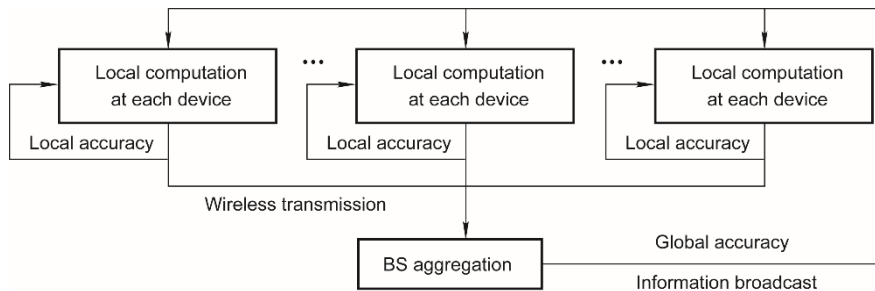 Local computation
at each device
...
Local computation
at each device
...
Local computation
at each device
Local accuracy
Local accuracy
Local accuracy
Wireless transmission
BS aggregation
Global accuracy
Information broadcast